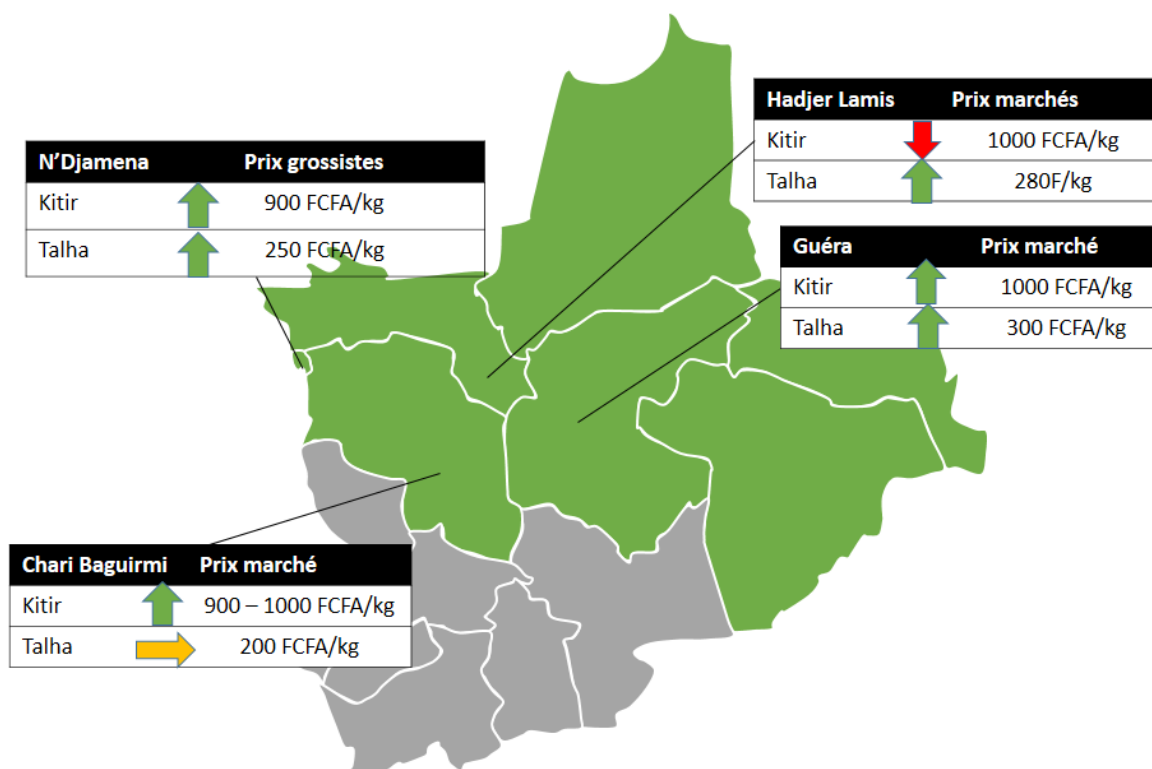 Hadjer Lamis Prix marchés
Kitir 1000 FCFA/kg
Talha 280F/kg
N’Djamena Prix grossistes
Kitir 900 FCFA/kg
Talha 250 FCFA/kg
Guéra Prix marché
Kitir 1000 FCFA/kg
Talha 300 FCFA/kg
Chari Baguirmi Prix marché
Kitir 900 – 1000 FCFA/kg
Talha 200 FCFA/kg